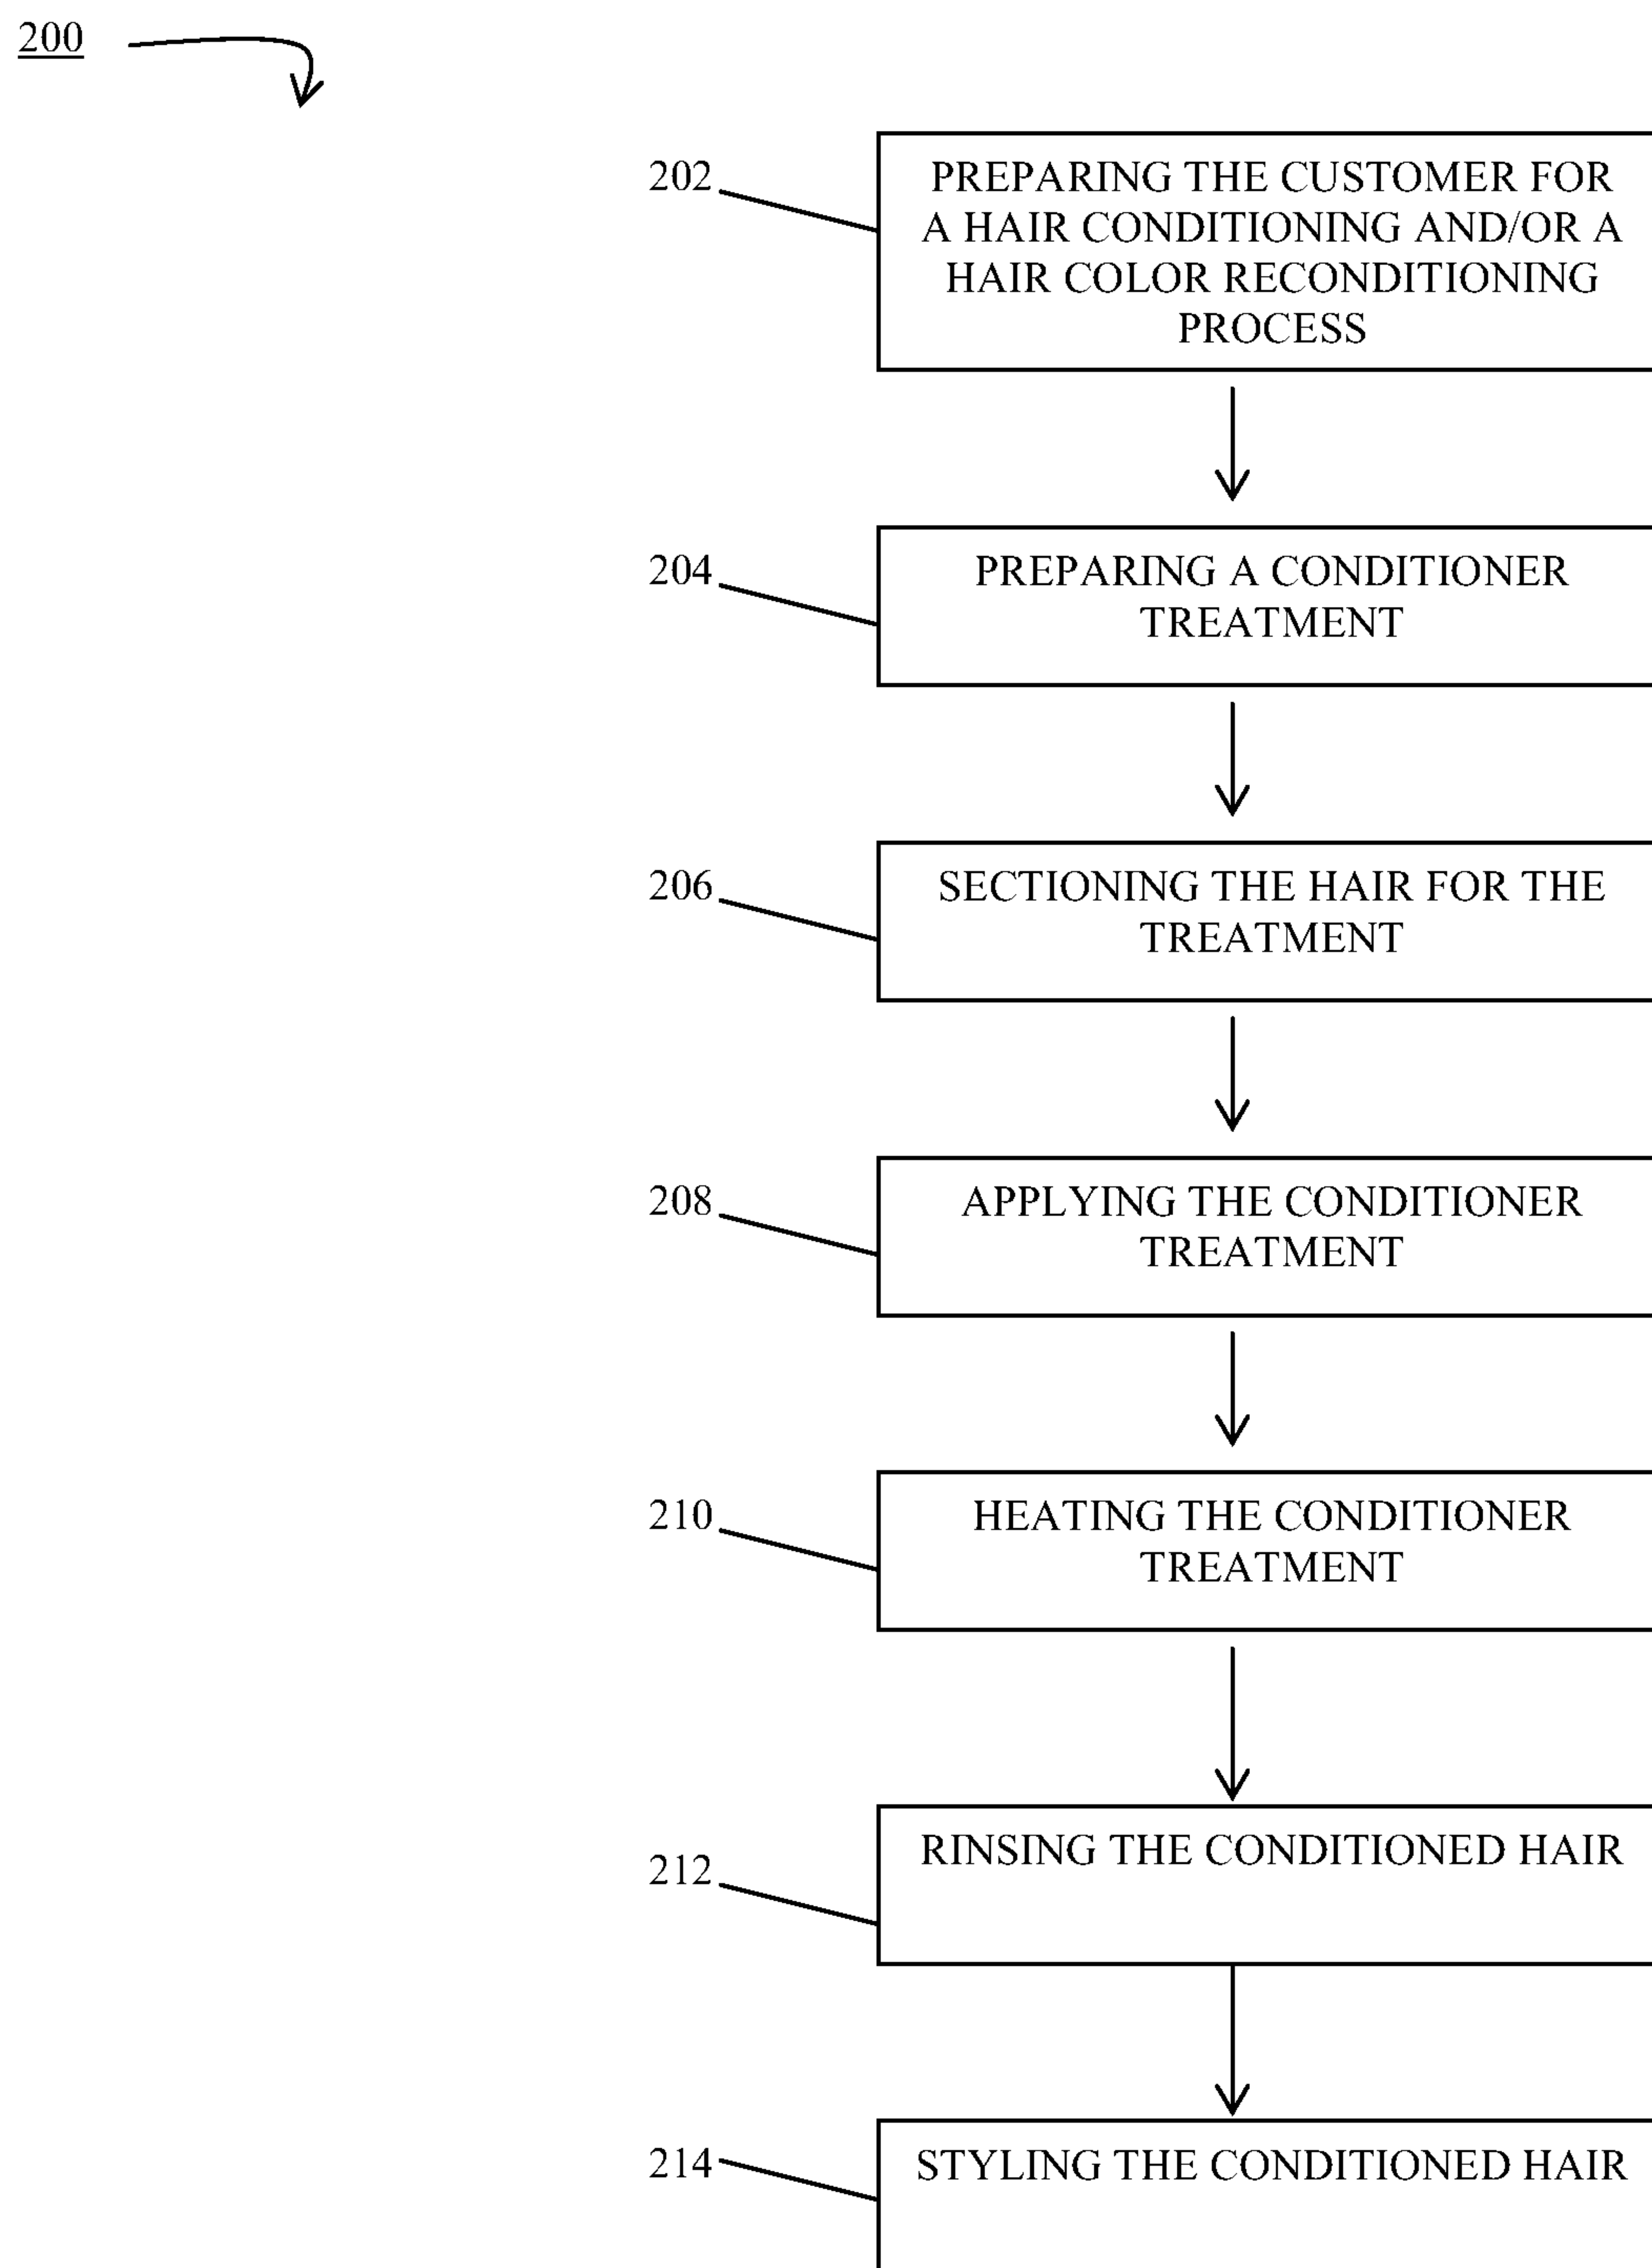 200
202
PREPARING THE CUSTOMER FOR
A HAIR CONDITIONING AND/OR A
HAIR COLOR RECONDITIONING
PROCESS
204
PREPARING A CONDITIONER
TREATMENT
206
SECTIONING THE HAIR FOR THE
TREATMENT
208
APPLYING THE CONDITIONER
TREATMENT
210
HEATING THE CONDITIONER
TREATMENT
212
RINSING THE CONDITIONED HAIR
214
STYLING THE CONDITIONED HAIR